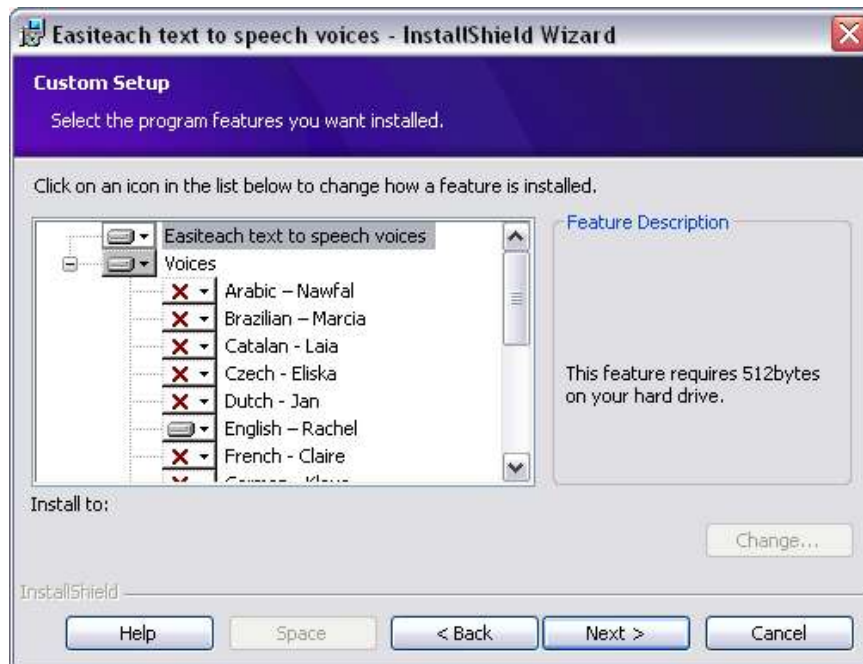 Easiteach text to speech voices - InstallShield Wizard
Custom Setup
Select the program features you want installed.
Click on an icon in the list below to change how a feature is installed.
Easiteach text to speech voices
Voices
Arabic – Nawfal
Brazilian – Marcia
Catalan - Laia
Czech - Eliska
Dutch - Jan
English – Rachel
French - Claire
Feature Description
This feature requires 512bytes
on your hard drive.
Install to:
Change...
InstallShield
Help
Space
< Back
Next >
Cancel